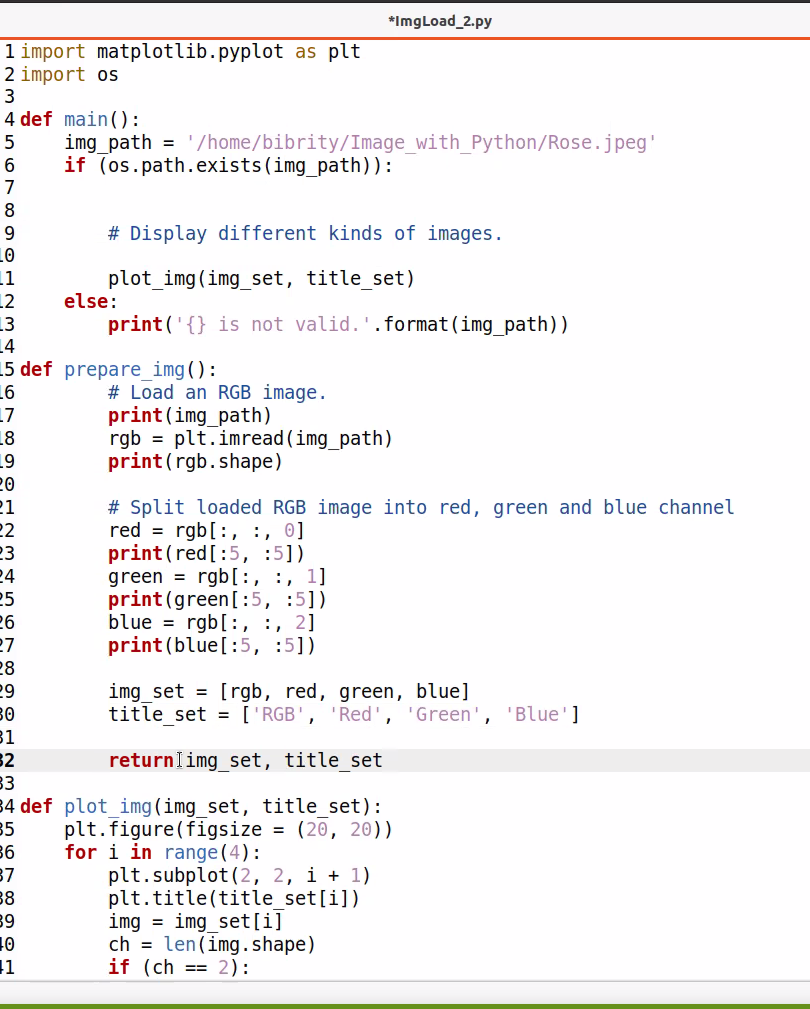 *ImgLoad_2.py
1 import matplotlib.pyplot as plt
2 import os
3
4 def main():
5     img_path = '/home/bibrity/Image_with_Python/Rose.jpeg'
6     if (os.path.exists(img_path)):
7
8
9         # Display different kinds of images.
10
11         plot_img(img_set, title_set)
12     else:
13         print('{} is not valid.'.format(img_path))
14
15 def prepare_img():
16         # Load an RGB image.
17         print(img_path)
18         rgb = plt.imread(img_path)
19         print(rgb.shape)
20
21         # Split loaded RGB image into red, green and blue channel
22         red = rgb[:, :, 0]
23         print(red[:5, :5])
24         green = rgb[:, :, 1]
25         print(green[:5, :5])
26         blue = rgb[:, :, 2]
27         print(blue[:5, :5])
28
29         img_set = [rgb, red, green, blue]
30         title_set = ['RGB', 'Red', 'Green', 'Blue']
31
32         return img_set, title_set
33
34 def plot_img(img_set, title_set):
35     plt.figure(figsize = (20, 20))
36     for i in range(4):
37         plt.subplot(2, 2, i + 1)
38         plt.title(title_set[i])
39         img = img_set[i]
40         ch = len(img.shape)
41         if (ch == 2):